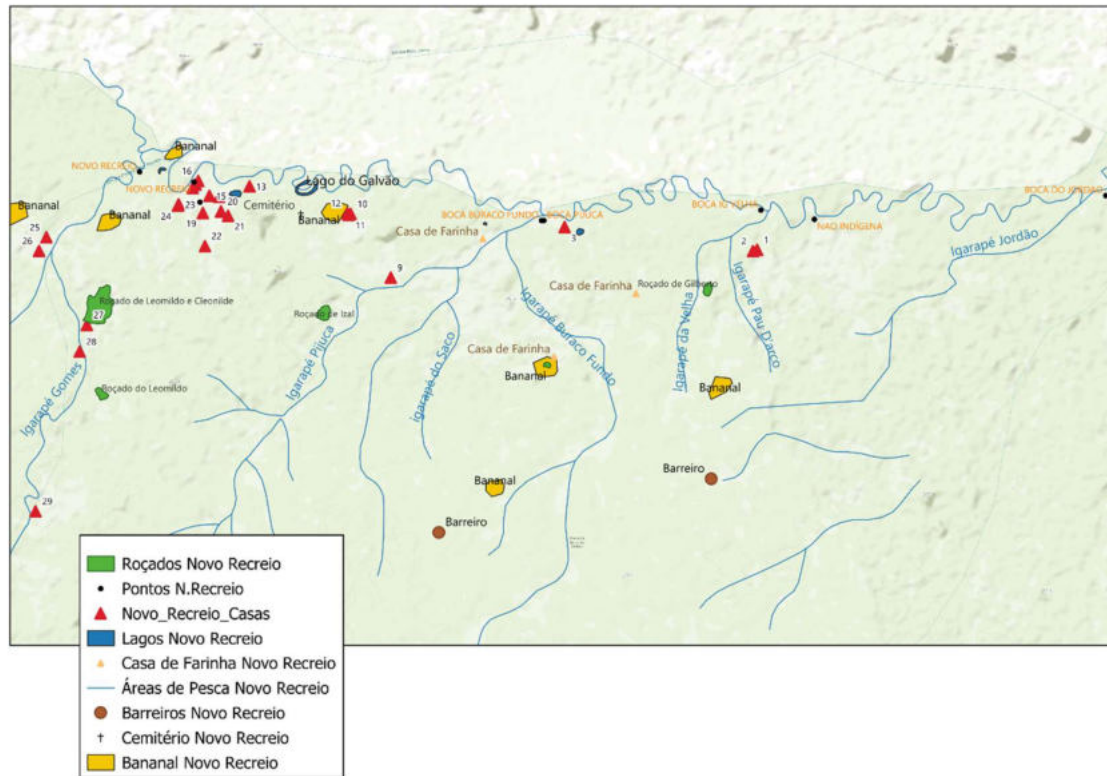 Bananal
NOVO RECREIO
16
NOVO RECREIO
15
13
Lago do Galvão
BOCA DO JORDÃO
Bananal
Bananal
23
20
Cemitério
12
10
Bananal
11
BOCA BURACO FUNDO
BOCA PIJUCA
BOCA IG VELHA
NÃO INDÍGENA
24
19
21
25
26
22
Casa de Farinha
3
2
1
Igarapé Jordão
9
Casa de Farinha
Roçado de Gilberto
Igarapé Pau D'arco
Roçado de Leomildo e Cleonilde
27
Roçado de Izal
Igarapé Buraco Fundo
Igarapé da Velha
28
Igarapé Pijuca
Igarapé do Saco
Casa de Farinha
Bananal
Bananal
Igarapé Gomes
Roçado do Leomildo
Barreiro
Bananal
29
Barreiro
Roçados Novo Recreio
Pontos N.Recreio
Novo_Recreio_Casas
Lagos Novo Recreio
Casa de Farinha Novo Recreio
Áreas de Pesca Novo Recreio
Barreiros Novo Recreio
Cemitério Novo Recreio
Bananal Novo Recreio